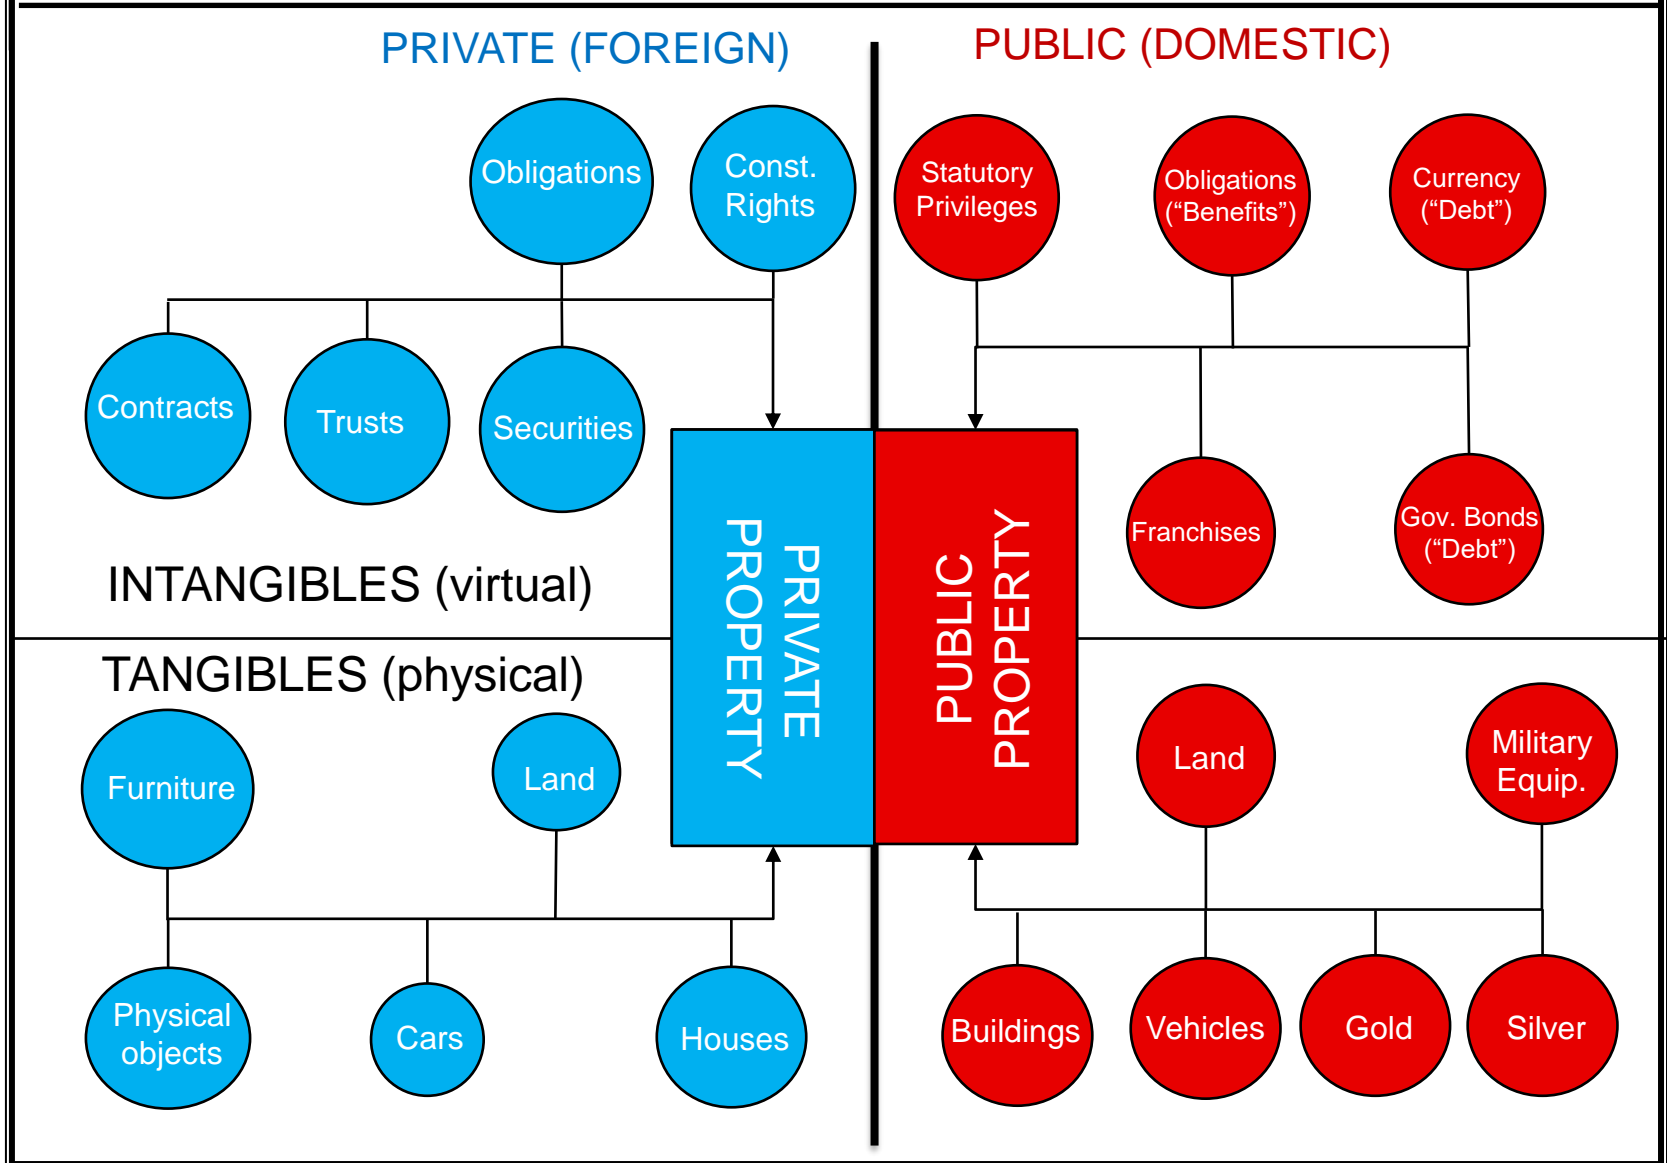 PRIVATE (FOREIGN)
PUBLIC (DOMESTIC)
Obligations
Const.
Rights
Statutory
Privileges
Obligations
(“Benefits”)
Currency
(“Debt”)
Contracts
Trusts
Securities
Franchises
Gov. Bonds
(“Debt”)
INTANGIBLES (virtual)
PRIVATE
PROPERTY
PUBLIC
PROPERTY
TANGIBLES (physical)
Furniture
Land
Land
Military
Equip.
Physical
objects
Cars
Houses
Buildings
Vehicles
Gold
Silver